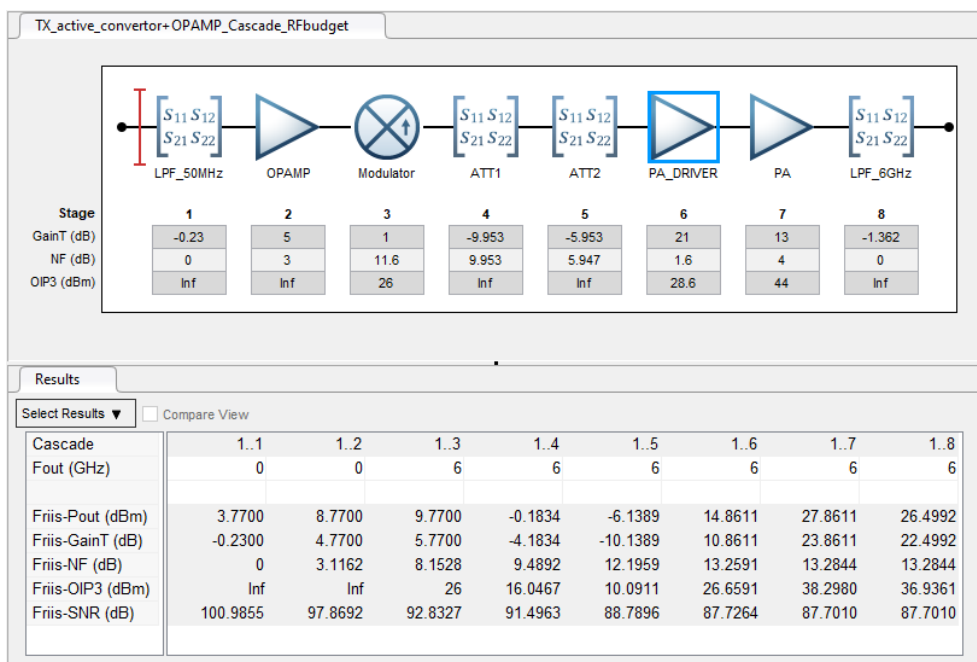 TX_active_convertor+OPAMP_Cascade_RFbudget
S11 S12 S11 S12 S11 S12 S11 S12
S21 S22 S21 S22 S21 S22 S21 S22
LPF_50MHz OPAMP Modulator ATT1 ATT2 PA_DRIVER PA LPF_6GHz
Stage 1 2 3 4 5 6 7 8
GainT (dB) -0.23 5 1 -9.953 -5.953 21 13 -1.362
NF (dB) 0 3 11.6 9.953 5.947 1.6 4 0
OIP3 (dBm) Inf Inf 26 Inf Inf 28.6 44 Inf
Results
Select Results ▼ Compare View
Cascade 1..1 1..2 1..3 1..4 1..5 1..6 1..7 1..8
Fout (GHz) 0 0 6 6 6 6 6 6
Friis-Pout (dBm) 3.7700 8.7700 9.7700 -0.1834 -6.1389 14.8611 27.8611 26.4992
Friis-GainT (dB) -0.2300 4.7700 5.7700 -4.1834 -10.1389 10.8611 23.8611 22.4992
Friis-NF (dB) 0 3.1162 8.1528 9.4892 12.1959 13.2591 13.2844 13.2844
Friis-OIP3 (dBm) Inf Inf 26 16.0467 10.0911 26.6591 38.2980 36.9361
Friis-SNR (dB) 100.9855 97.8692 92.8327 91.4963 88.7896 87.7264 87.7010 87.7010